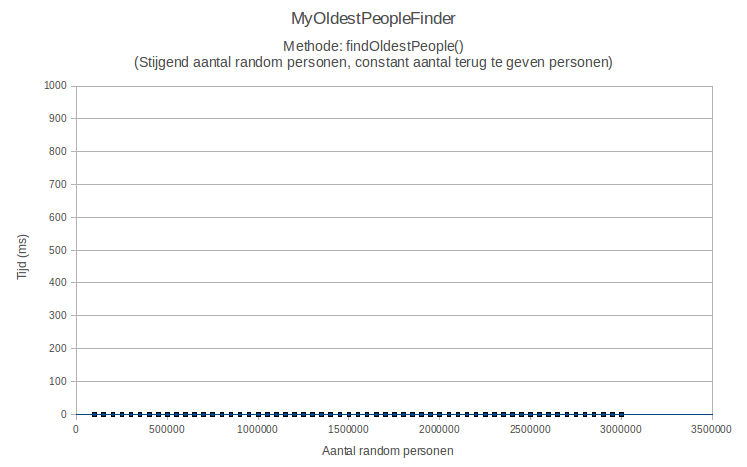 MyOldestPeopleFinder
Methode: findOldestPeople()
(Stijgend aantal random personen, constant aantal terug te geven personen)
1000
900
800
700
600
500
400
300
200
100
0
Tijd (ms)
0 500000 1000000 1500000 2000000 2500000 3000000 3500000
Aantal random personen